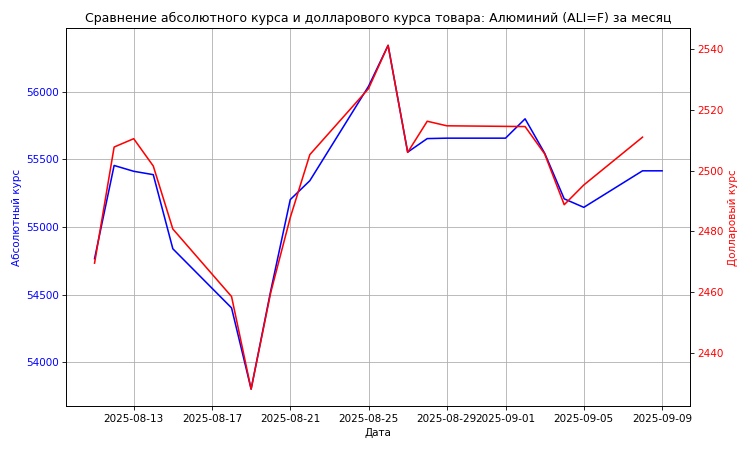 Сравнение абсолютного курса и долларового курса товара: Алюминий (ALI=F) за месяц
56000
55500
55000
54500
54000
Абсолютный курс
2540
2520
2500
2480
2460
2440
Долларовый курс
2025-08-13 2025-08-17 2025-08-21 2025-08-25 2025-08-29 2025-09-01 2025-09-05 2025-09-09
Дата